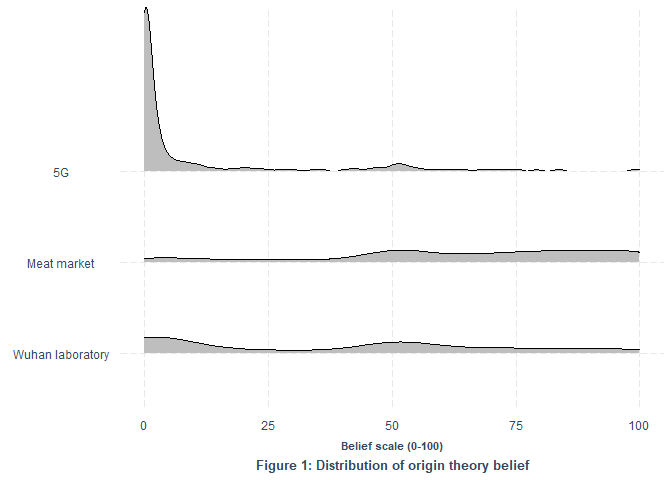 5G
Meat market
Wuhan laboratory
0 25 50 75 100
Belief scale (0-100)
Figure 1: Distribution of origin theory belief